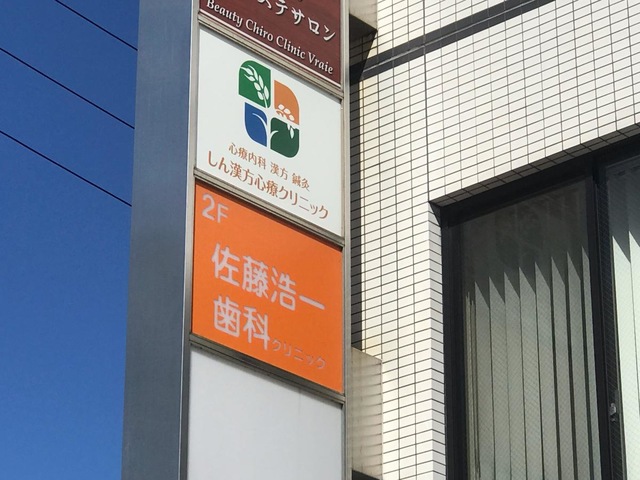 ステサロン
Beauty Chiro Clinic Vraie
心療内科 漢方 鍼灸
しん漢方心療クリニック
2F
佐藤浩一
歯科クリニック